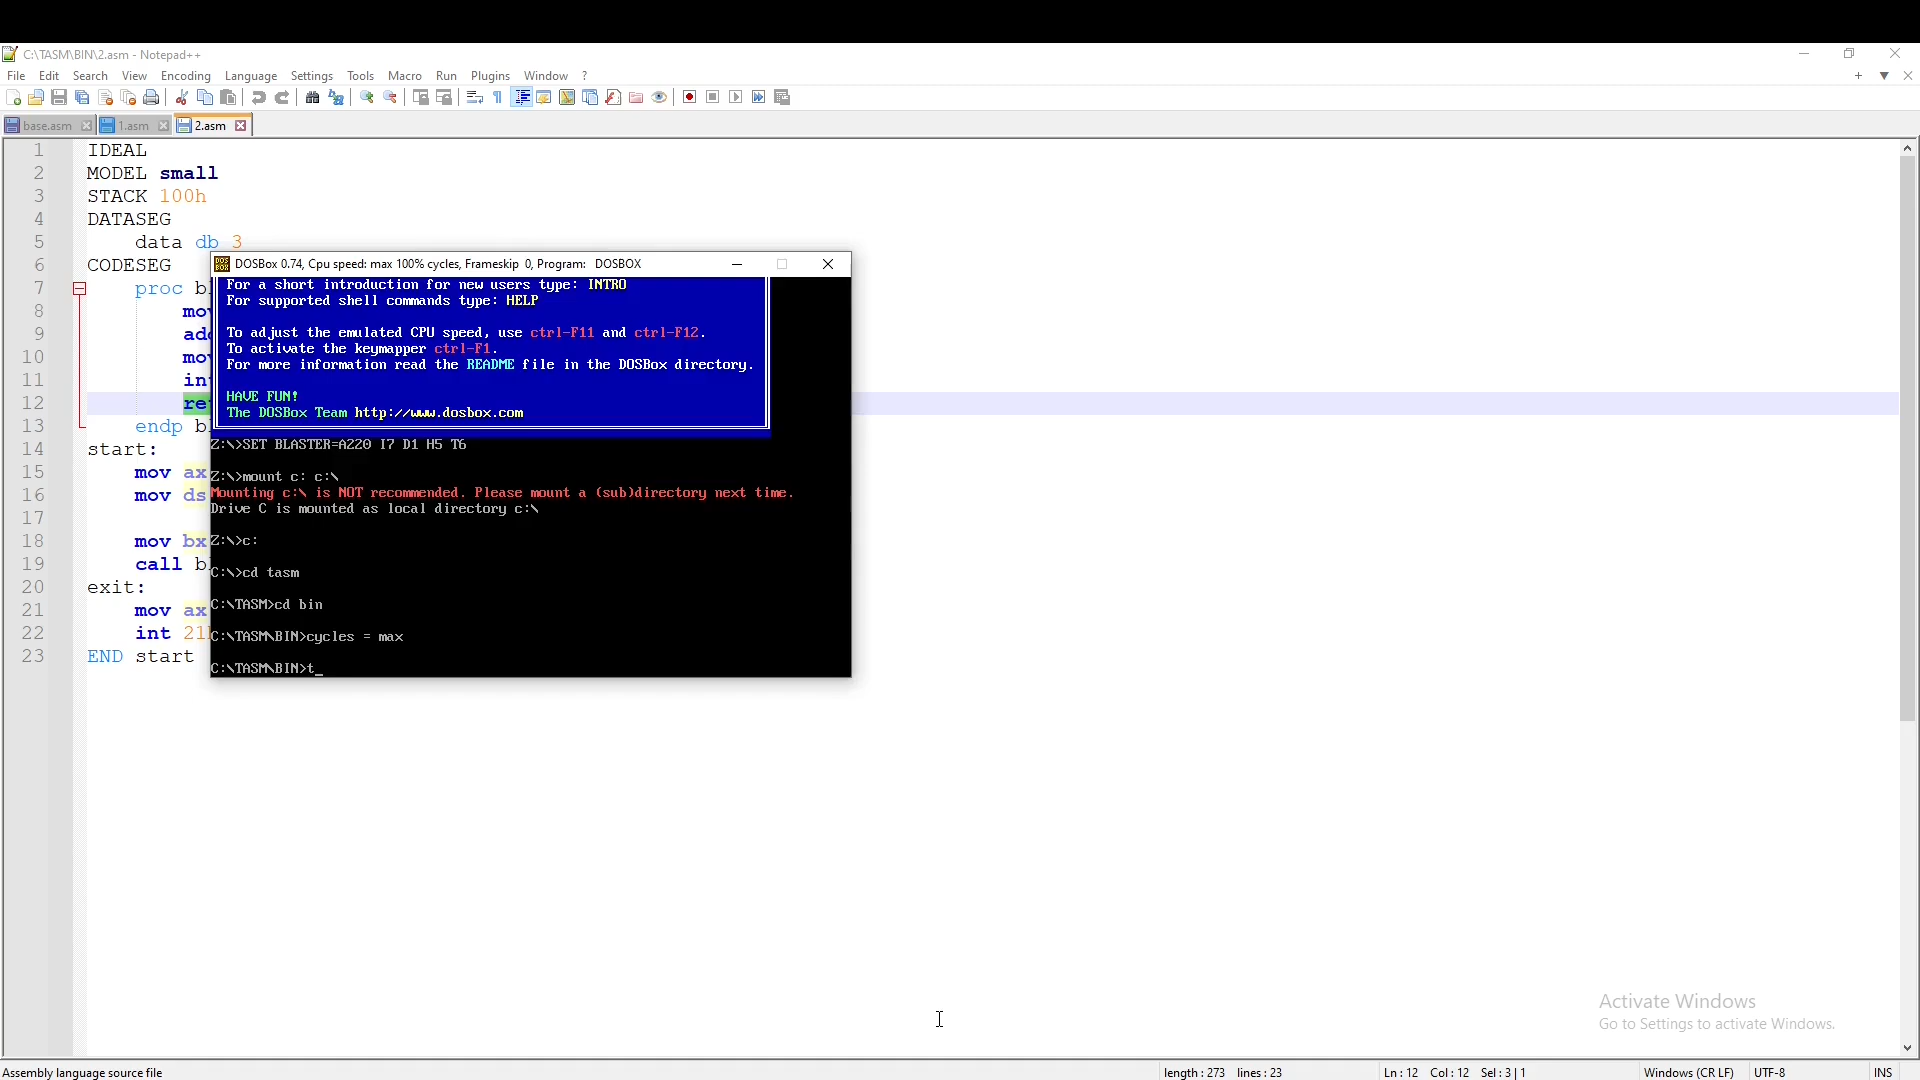 C:\TASM\BIN\2.asm - Notepad++
File Edit Search View Encoding Language Settings Tools Macro Run Plugins Window ?
base.asm 1.asm 2.asm
1 IDEAL
2 MODEL small
3 STACK 100h
4 DATASEG
5 data db 3
6 CODESEG
7 proc
8
9
10
11
12
13 endp
14 start:
15 mov ax
16 mov ds
17
18 mov bx
19 call
20 exit:
21 mov ax
22 int
23 END start
DOSBox 0.74, Cpu speed: max 100% cycles, Frameskip 0, Program: DOSBOX
For a short introduction for new users type: INTRO
For supported shell commands type: HELP
To adjust the emulated CPU speed, use ctrl-F11 and ctrl-F12.
To activate the keymapper ctrl-F1.
For more information read the README file in the DOSBox directory.
HAVE FUN!
The DOSBox Team http://www.dosbox.com
Z:\>SET BLASTER=A220 I7 D1 H5 T6
Z:\>mount c: c:\
Mounting c:\ is NOT recommended. Please mount a (sub)directory next time.
Drive C is mounted as local directory c:\
Z:\>c:
C:\>cd tasm
C:\TASM>cd bin
C:\TASM\BIN>cycles = max
C:\TASM\BIN>t_
Activate Windows
Go to Settings to activate Windows.
Assembly language source file length : 273 lines : 23 Ln : 12 Col : 12 Sel : 3 | 1 Windows (CR LF) UTF-8 INS